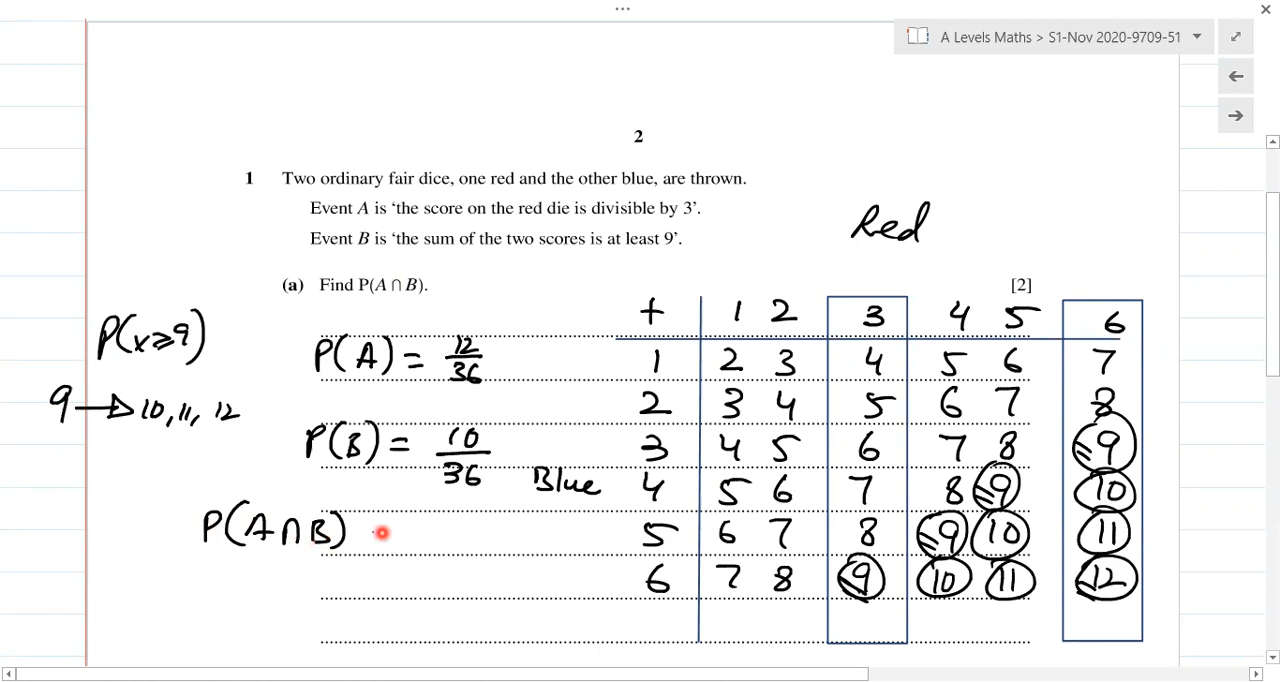 A Levels Maths > S1-Nov 2020-9709-51
2
1 Two ordinary fair dice, one red and the other blue, are thrown.
Event A is ‘the score on the red die is divisible by 3’.
Event B is ‘the sum of the two scores is at least 9’.
Red
(a) Find P(A ∩ B). [2]
P(x⩾9)
9 → 10, 11, 12
P(A) = 12/36
P(B) = 10/36
P(A∩B)
Blue
+ 1 2 3 4 5 6
1 2 3 4 5 6 7
2 3 4 5 6 7 8
3 4 5 6 7 8 9
4 5 6 7 8 9 10
5 6 7 8 9 10 11
6 7 8 9 10 11 12